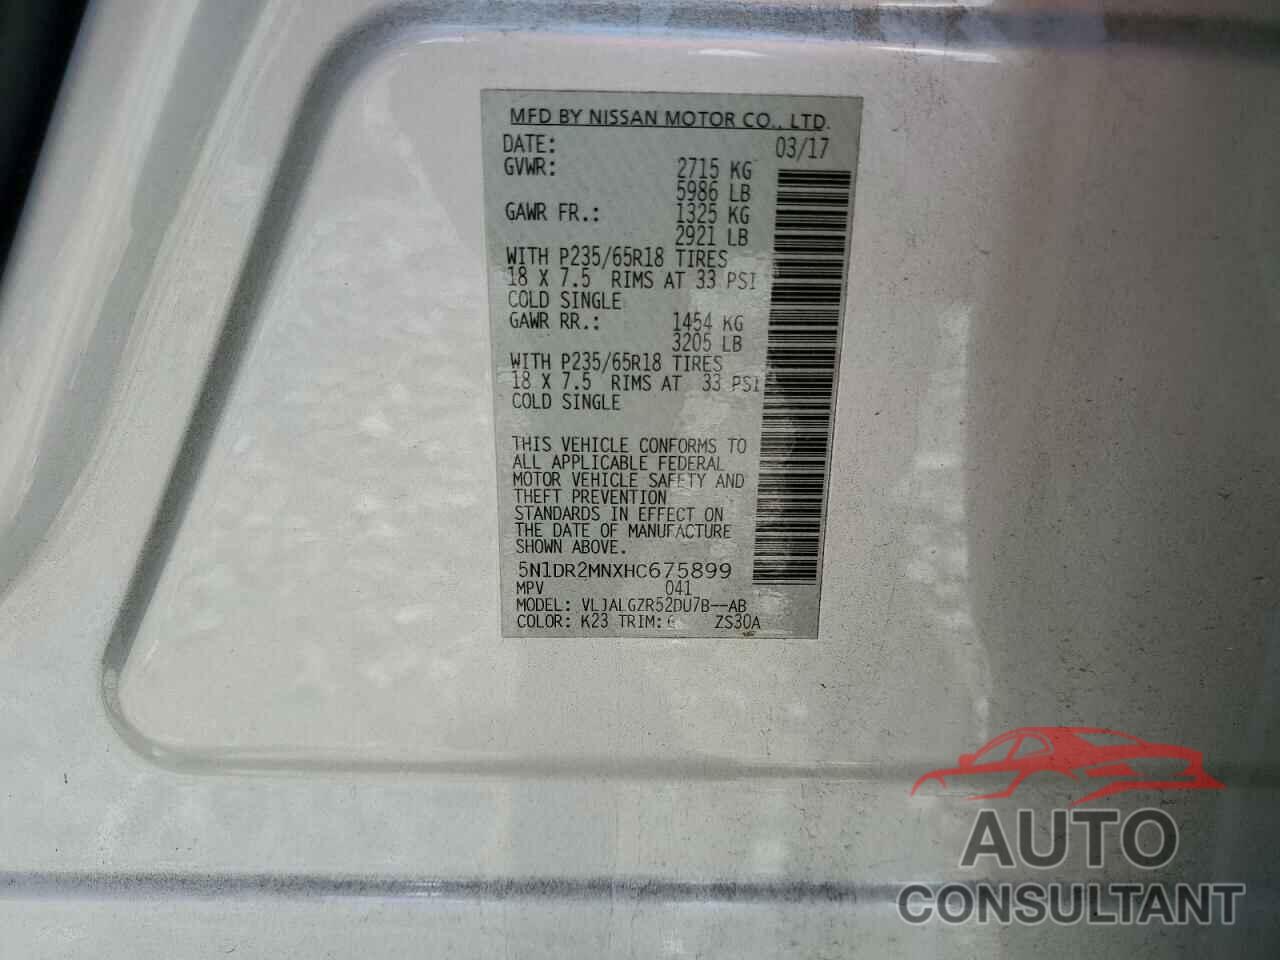 MFD BY NISSAN MOTOR CO., LTD.
DATE: 03/17
GVWR: 2715 KG
5986 LB
GAWR FR.: 1325 KG
2921 LB
WITH P235/65R18 TIRES
18 X 7.5 RIMS AT 33 PSI
COLD SINGLE
GAWR RR.: 1454 KG
3205 LB
WITH P235/65R18 TIRES
18 X 7.5 RIMS AT 33 PSI
COLD SINGLE
THIS VEHICLE CONFORMS TO
ALL APPLICABLE FEDERAL
MOTOR VEHICLE SAFETY AND
THEFT PREVENTION
STANDARDS IN EFFECT ON
THE DATE OF MANUFACTURE
SHOWN ABOVE.
5N1DR2MNXHC675899
MPV 041
MODEL: VLJALGZR52DU7B--AB
COLOR: K23 TRIM: ZS30A
AUTO
CONSULTANT